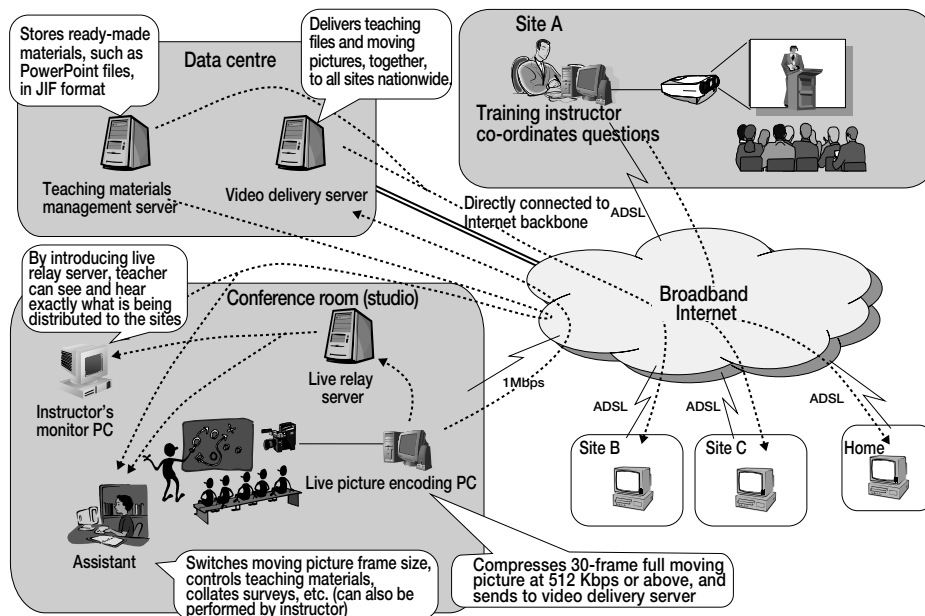 Stores ready-made
materials, such as
PowerPoint files,
in JIF format
Data centre
Delivers teaching
files and moving
pictures, together,
to all sites nationwide.
Teaching materials
management server
Video delivery server
Site A
Training instructor
co-ordinates questions
ADSL
Directly connected to
Internet backbone
Broadband
Internet
By introducing live
relay server, teacher
can see and hear
exactly what is being
distributed to the sites
Conference room (studio)
Instructor's
monitor PC
Live relay
server
1Mbps
Live picture encoding PC
Assistant
Switches moving picture frame size,
controls teaching materials,
collates surveys, etc. (can also be
performed by instructor)
Compresses 30-frame full moving
picture at 512 Kbps or above, and
sends to video delivery server
ADSL
ADSL
ADSL
Site B
Site C
Home